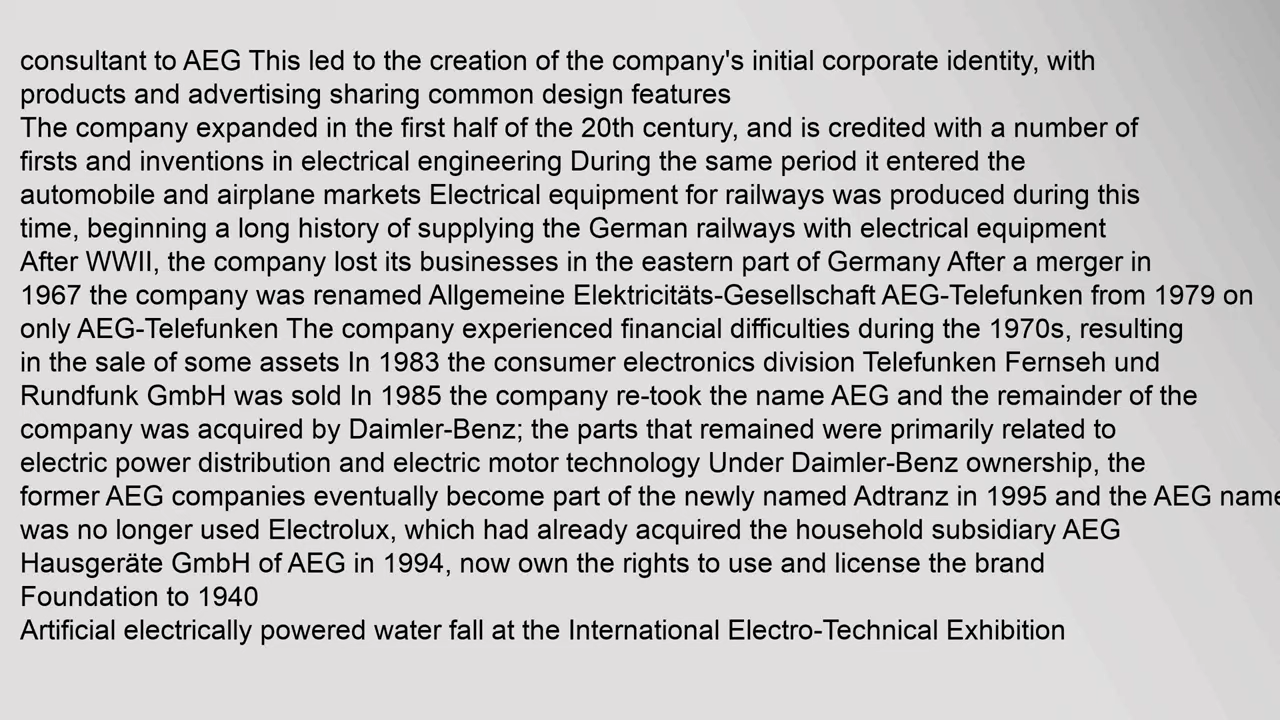 consultant to AEG This led to the creation of the company's initial corporate identity, with
products and advertising sharing common design features
The company expanded in the first half of the 20th century, and is credited with a number of
firsts and inventions in electrical engineering During the same period it entered the
automobile and airplane markets Electrical equipment for railways was produced during this
time, beginning a long history of supplying the German railways with electrical equipment
After WWII, the company lost its businesses in the eastern part of Germany After a merger in
1967 the company was renamed Allgemeine Elektricitäts-Gesellschaft AEG-Telefunken from 1979 on
only AEG-Telefunken The company experienced financial difficulties during the 1970s, resulting
in the sale of some assets In 1983 the consumer electronics division Telefunken Fernseh und
Rundfunk GmbH was sold In 1985 the company re-took the name AEG and the remainder of the
company was acquired by Daimler-Benz; the parts that remained were primarily related to
electric power distribution and electric motor technology Under Daimler-Benz ownership, the
former AEG companies eventually become part of the newly named Adtranz in 1995 and the AEG name
was no longer used Electrolux, which had already acquired the household subsidiary AEG
Hausgeräte GmbH of AEG in 1994, now own the rights to use and license the brand
Foundation to 1940
Artificial electrically powered water fall at the International Electro-Technical Exhibition